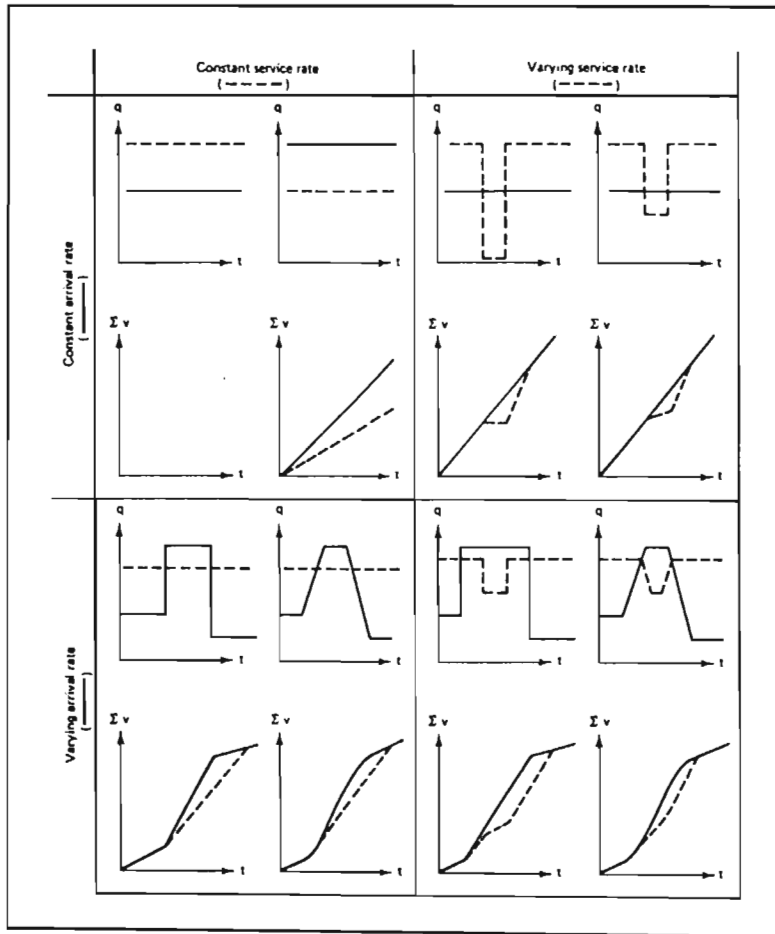 Constant service rate
(-----)
Varying service rate
(-----)
Constant arrival rate
(——)
q
t
q
t
q
t
q
t
Σ v
t
Σ v
t
Σ v
t
Σ v
t
Varying arrival rate
(——)
q
t
q
t
q
t
q
t
Σ v
t
Σ v
t
Σ v
t
Σ v
t